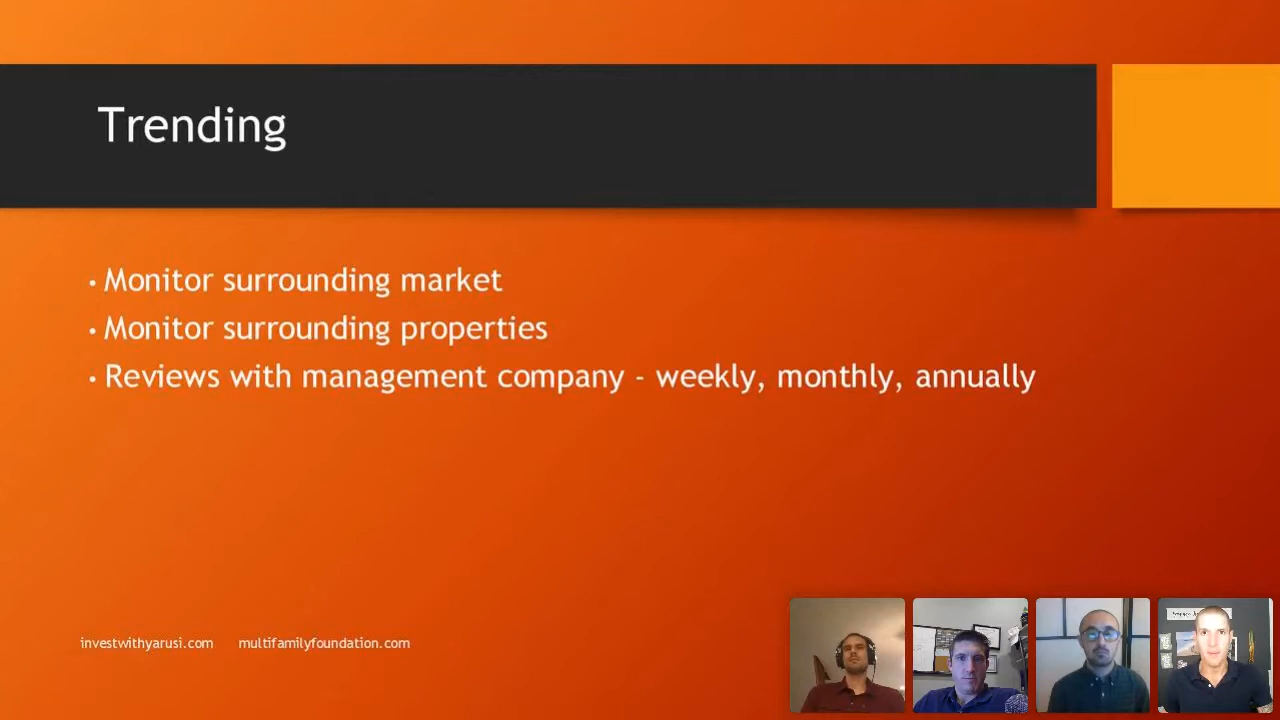 Trending
• Monitor surrounding market
• Monitor surrounding properties
• Reviews with management company - weekly, monthly, annually
investwithyarusi.com multifamilyfoundation.com